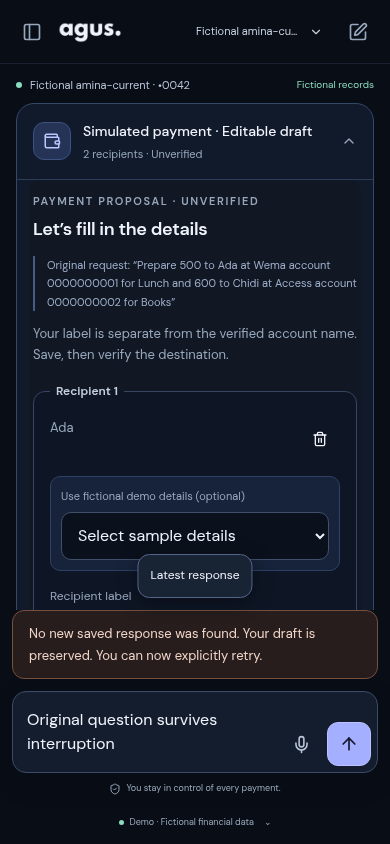 agus.
Fictional amina-cu...
Fictional amina-current · •0042
Fictional records
Simulated payment · Editable draft
2 recipients · Unverified
PAYMENT PROPOSAL · UNVERIFIED
Let’s fill in the details
Original request: “Prepare 500 to Ada at Wema account
0000000001 for Lunch and 600 to Chidi at Access account
0000000002 for Books”
Your label is separate from the verified account name.
Save, then verify the destination.
Recipient 1
Ada
Use fictional demo details (optional)
Select sample details
Latest response
Recipient label
No new saved response was found. Your draft is
preserved. You can now explicitly retry.
Original question survives
interruption
You stay in control of every payment.
Demo · Fictional financial data